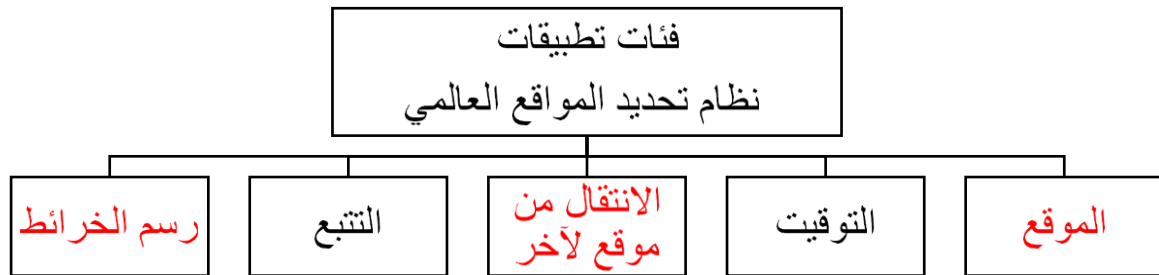 فئات تطبيقات
نظام تحديد المواقع العالمي
الموقع
التوقيت
الانتقال من
موقع لآخر
التتبع
رسم الخرائط